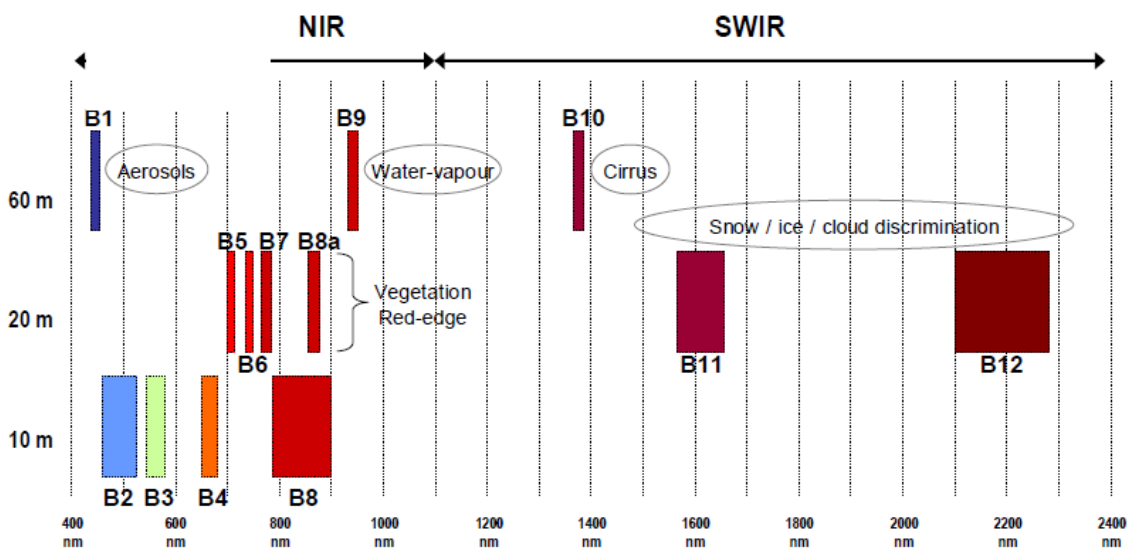 NIR
SWIR
B1
B9
B10
Aerosols
Water-vapour
Cirrus
60 m
Snow / ice / cloud discrimination
B5
B7
B8a
Vegetation
Red-edge
20 m
B6
B11
B12
10 m
B2
B3
B4
B8
400
nm
600
nm
800
nm
1000
nm
1200
nm
1400
nm
1600
nm
1800
nm
2000
nm
2200
nm
2400
nm